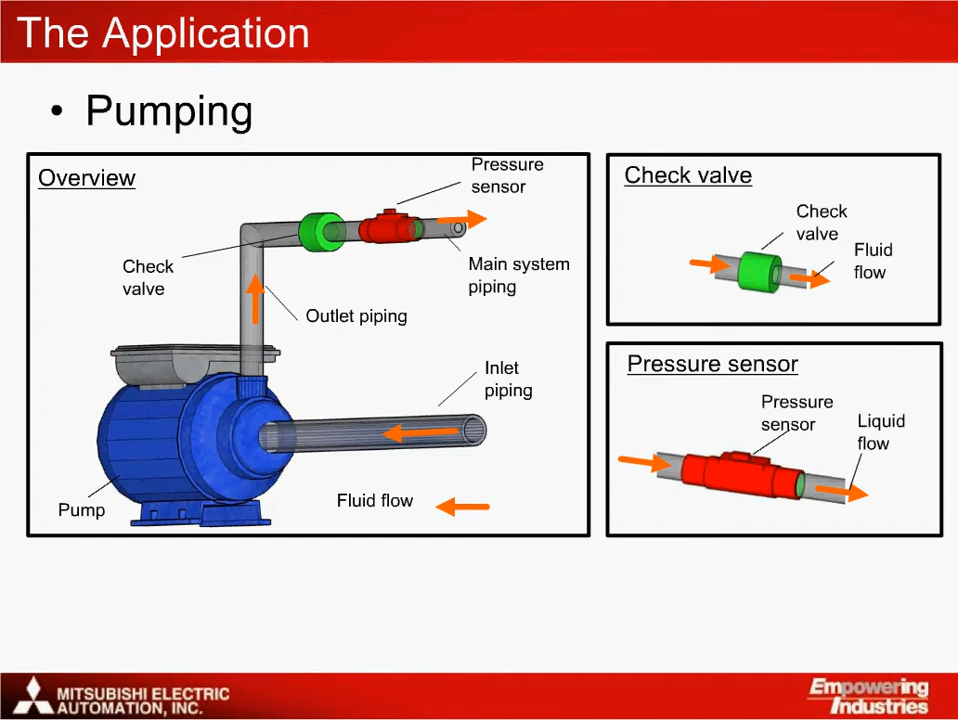 The Application
• Pumping
Overview
Pressure
sensor
Check
valve
Main system
piping
Outlet piping
Inlet
piping
Pump
Fluid flow
Check valve
Check
valve
Fluid
flow
Pressure sensor
Pressure
sensor
Liquid
flow
MITSUBISHI ELECTRIC
AUTOMATION, INC.
Empowering
Industries